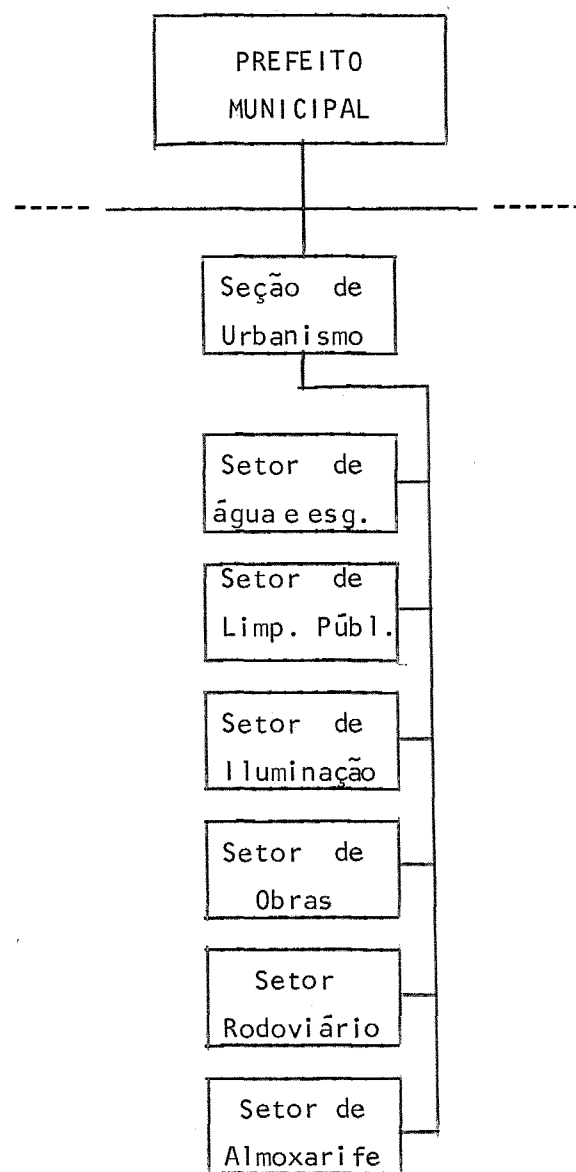 PREFEITO
MUNICIPAL
Seção de
Urbanismo
Setor de
água e esg.
Setor de
Limp. Públ.
Setor de
Iluminação
Setor de
Obras
Setor
Rodoviário
Setor de
Almoxarife